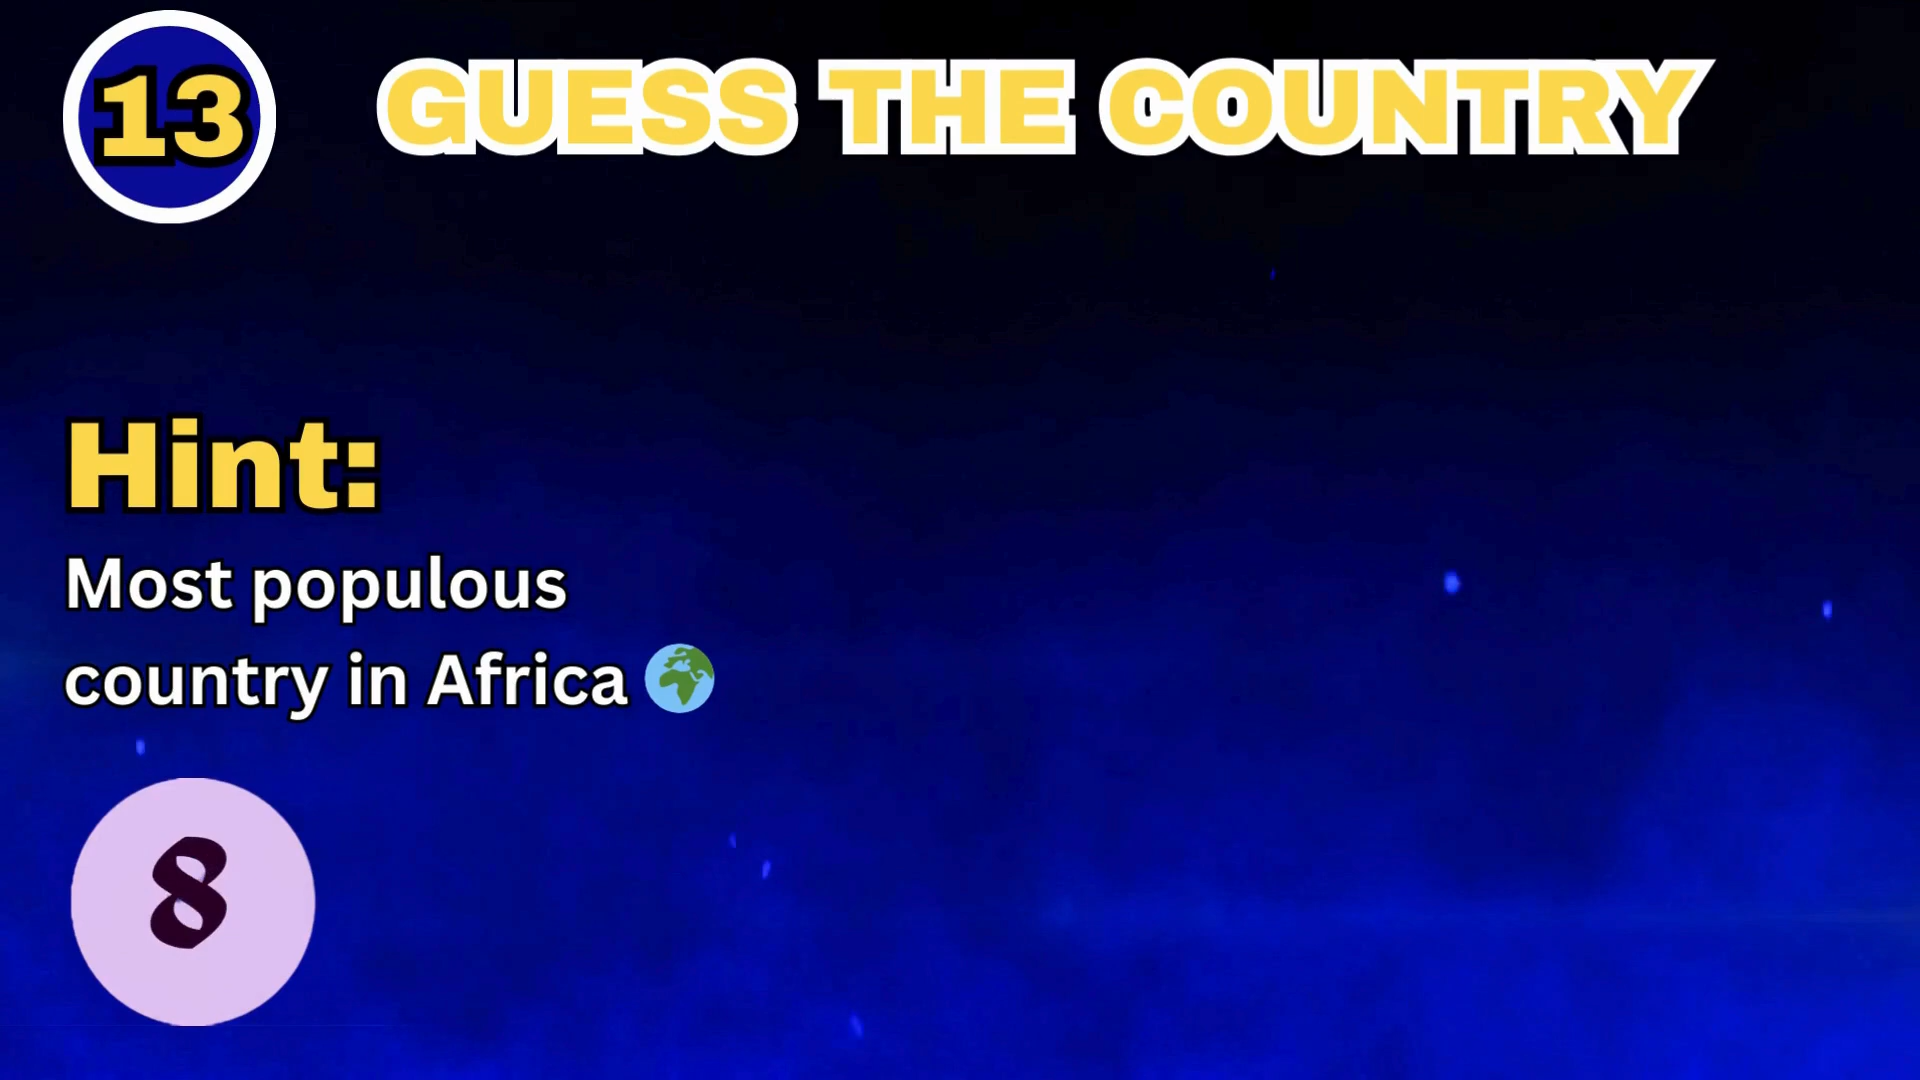 13
GUESS THE COUNTRY
Hint:
Most populous
country in Africa 🌍
8